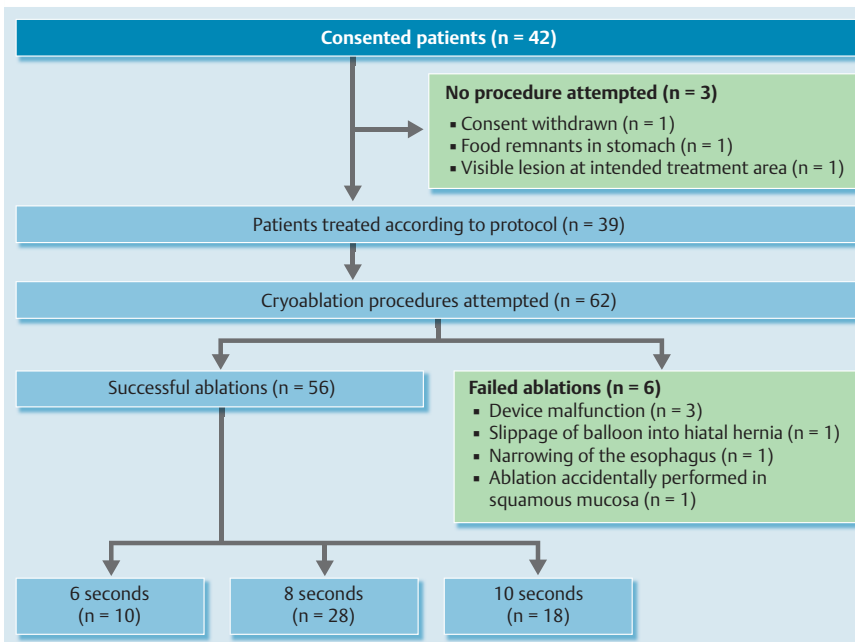 Consented patients (n = 42)
No procedure attempted (n = 3)
▪ Consent withdrawn (n = 1)
▪ Food remnants in stomach (n = 1)
▪ Visible lesion at intended treatment area (n = 1)
Patients treated according to protocol (n = 39)
Cryoablation procedures attempted (n = 62)
Successful ablations (n = 56)
Failed ablations (n = 6)
▪ Device malfunction (n = 3)
▪ Slippage of balloon into hiatal hernia (n = 1)
▪ Narrowing of the esophagus (n = 1)
▪ Ablation accidentally performed in
squamous mucosa (n = 1)
6 seconds
(n = 10)
8 seconds
(n = 28)
10 seconds
(n = 18)